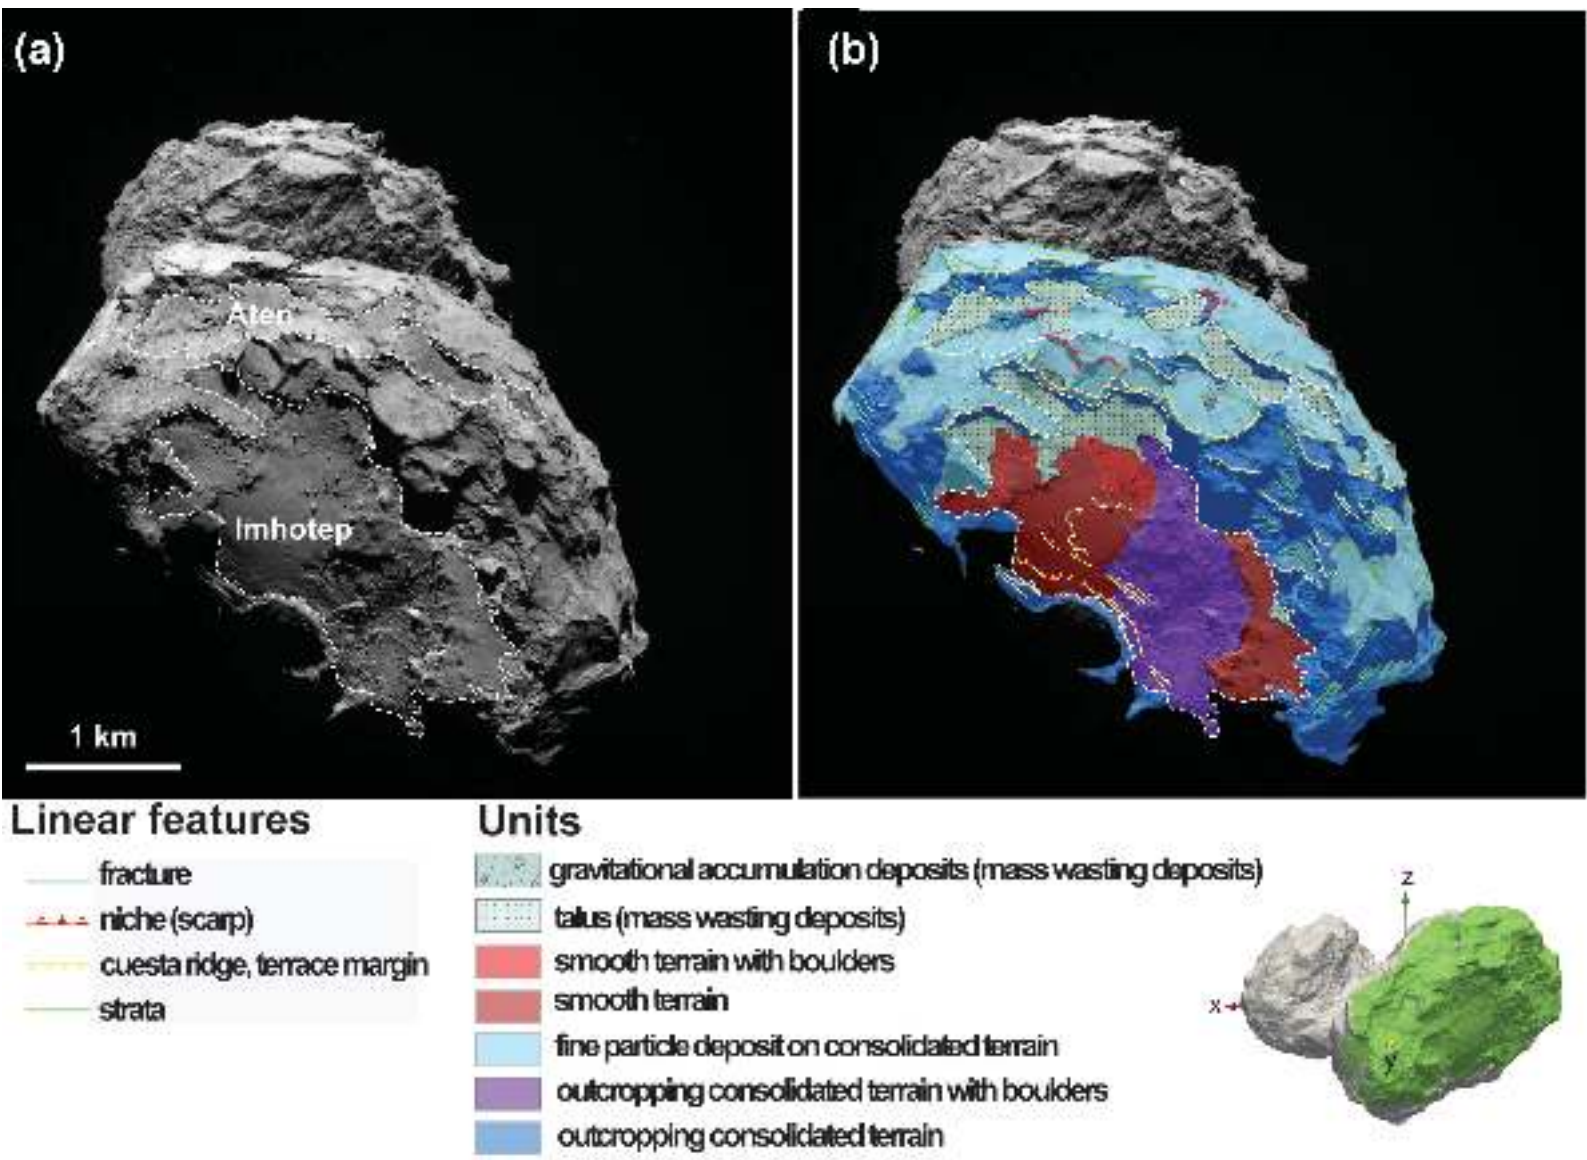 (a)
(b)
Aten
Imhotep
1 km
Linear features
fracture
niche (scarp)
cuesta ridge, terrace margin
strata
Units
gravitational accumulation deposits (mass wasting deposits)
talus (mass wasting deposits)
smooth terrain with boulders
smooth terrain
fine particle deposit on consolidated terrain
outcropping consolidated terrain with boulders
outcropping consolidated terrain
z
x
y